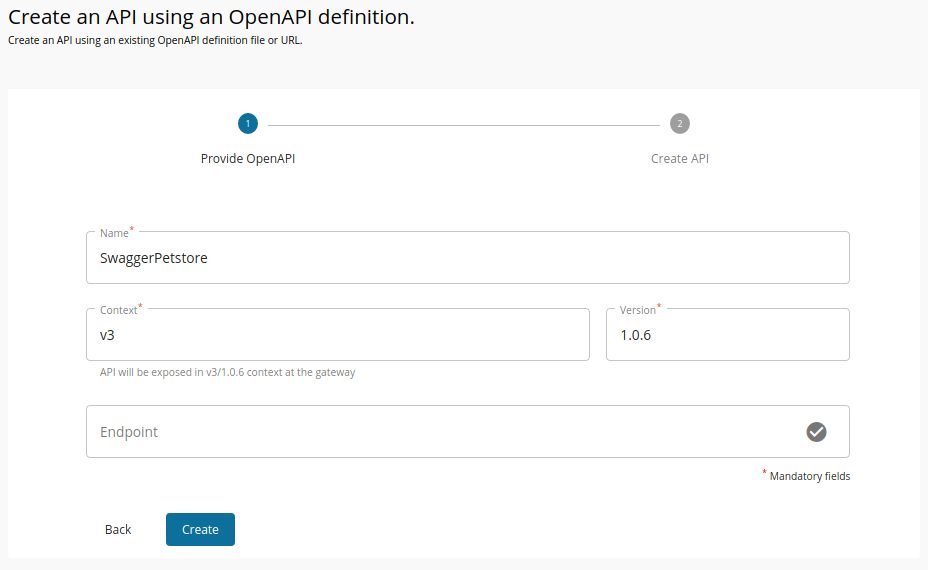 Create an API using an OpenAPI definition.
Create an API using an existing OpenAPI definition file or URL.
1
2
Provide OpenAPI
Create API
Name*
SwaggerPetstore
Context*
Version*
v3
1.0.6
API will be exposed in v3/1.0.6 context at the gateway
Endpoint
* Mandatory fields
Back
Create